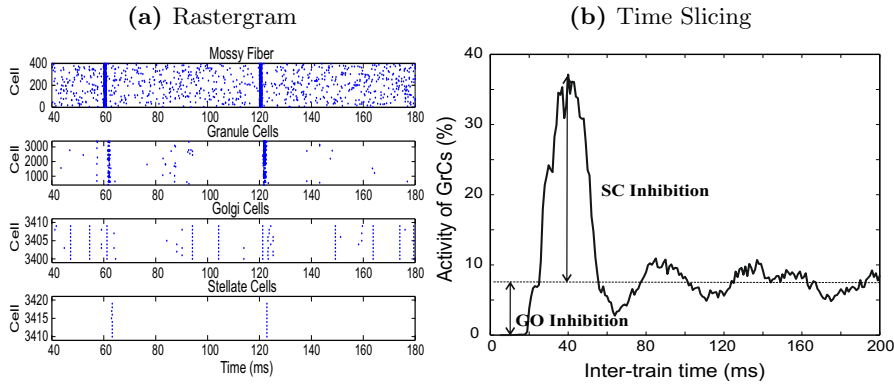 (a) Rastergram
Mossy Fiber
Cell
400
200
0
40 60 80 100 120 140 160 180
Granule Cells
Cell
3000
2000
1000
40 60 80 100 120 140 160 180
Golgi Cells
Cell
3410
3405
3400
40 60 80 100 120 140 160 180
Stellate Cells
Cell
3420
3410
40 60 80 100 120 140 160 180
Time (ms)
(b) Time Slicing
Activity of GrCs (%)
40
30
20
10
0
SC Inhibition
GO Inhibition
0 40 80 120 160 200
Inter-train time (ms)